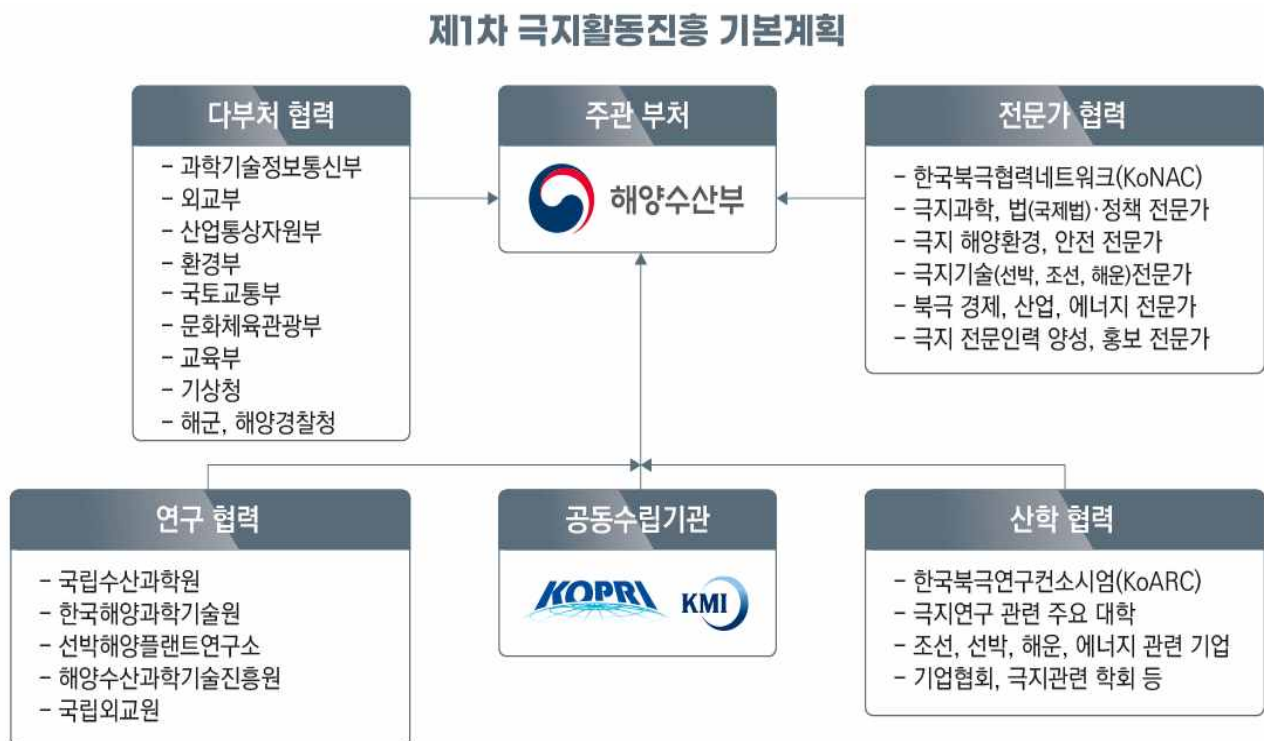 제1차 극지활동진흥 기본계획
다부처 협력
- 과학기술정보통신부
- 외교부
- 산업통상자원부
- 환경부
- 국토교통부
- 문화체육관광부
- 교육부
- 기상청
- 해군, 해양경찰청
주관 부처
해양수산부
전문가 협력
- 한국북극협력네트워크(KoNAC)
- 극지과학, 법(국제법)·정책 전문가
- 극지 해양환경, 안전 전문가
- 극지기술(선박, 조선, 해운)전문가
- 북극 경제, 산업, 에너지 전문가
- 극지 전문인력 양성, 홍보 전문가
연구 협력
- 국립수산과학원
- 한국해양과학기술원
- 선박해양플랜트연구소
- 해양수산과학기술진흥원
- 국립외교원
공동수립기관
KOPRI
KMI
산학 협력
- 한국북극연구컨소시엄(KoARC)
- 극지연구 관련 주요 대학
- 조선, 선박, 해운, 에너지 관련 기업
- 기업협회, 극지관련 학회 등